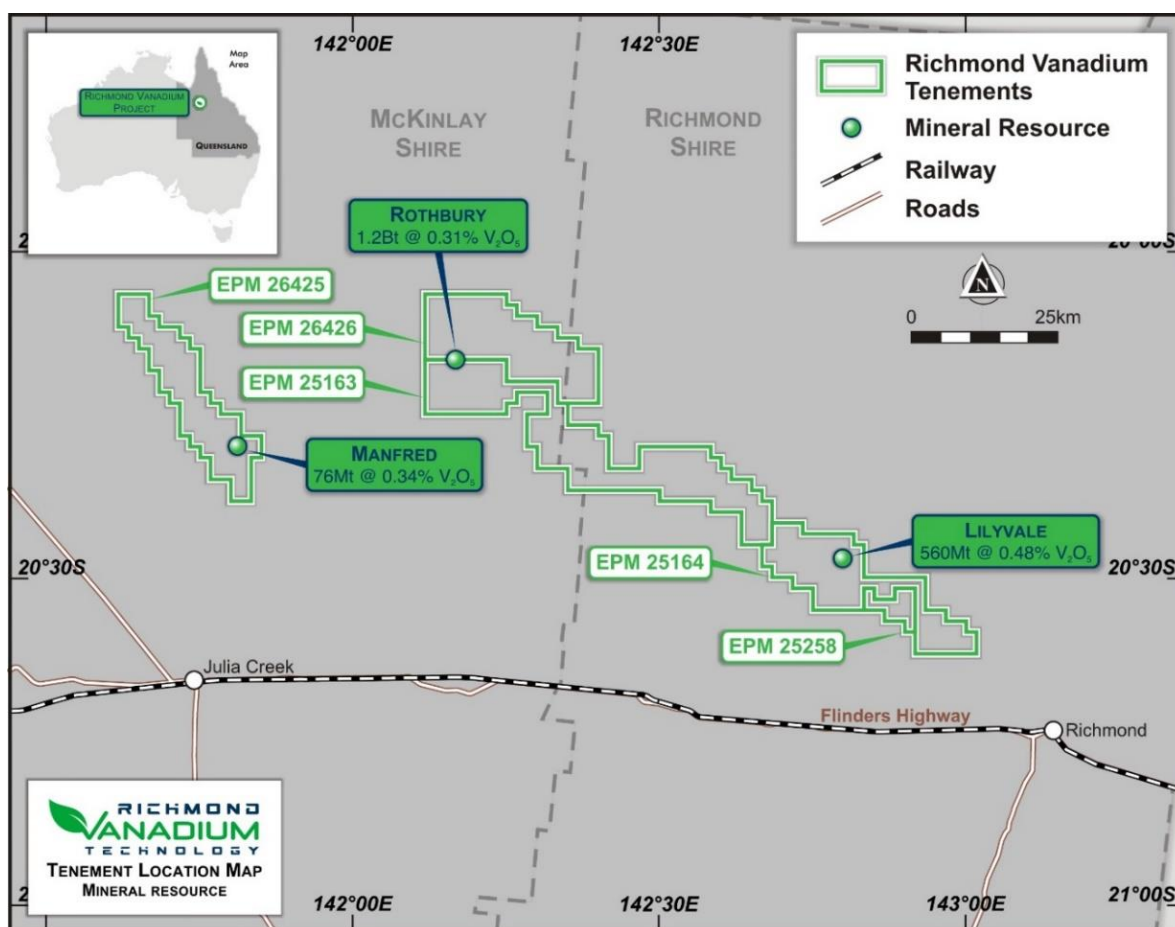 142°00E
142°30E
Map
Area
RICHMOND VANADIUM
PROJECT
QUEENSLAND
MCKINLAY
SHIRE
RICHMOND
SHIRE
Richmond Vanadium
Tenements
Mineral Resource
Railway
Roads
20°00S
N
0 25km
ROTHBURY
1.2Bt @ 0.31% V₂O₅
EPM 26425
EPM 26426
EPM 25163
MANFRED
76Mt @ 0.34% V₂O₅
LILYVALE
560Mt @ 0.48% V₂O₅
20°30S
20°30S
EPM 25164
EPM 25258
Julia Creek
Flinders Highway
Richmond
RICHMOND
VANADIUM
TECHNOLOGY
TENEMENT LOCATION MAP
MINERAL RESOURCE
142°00E
142°30E
143°00E
21°00S